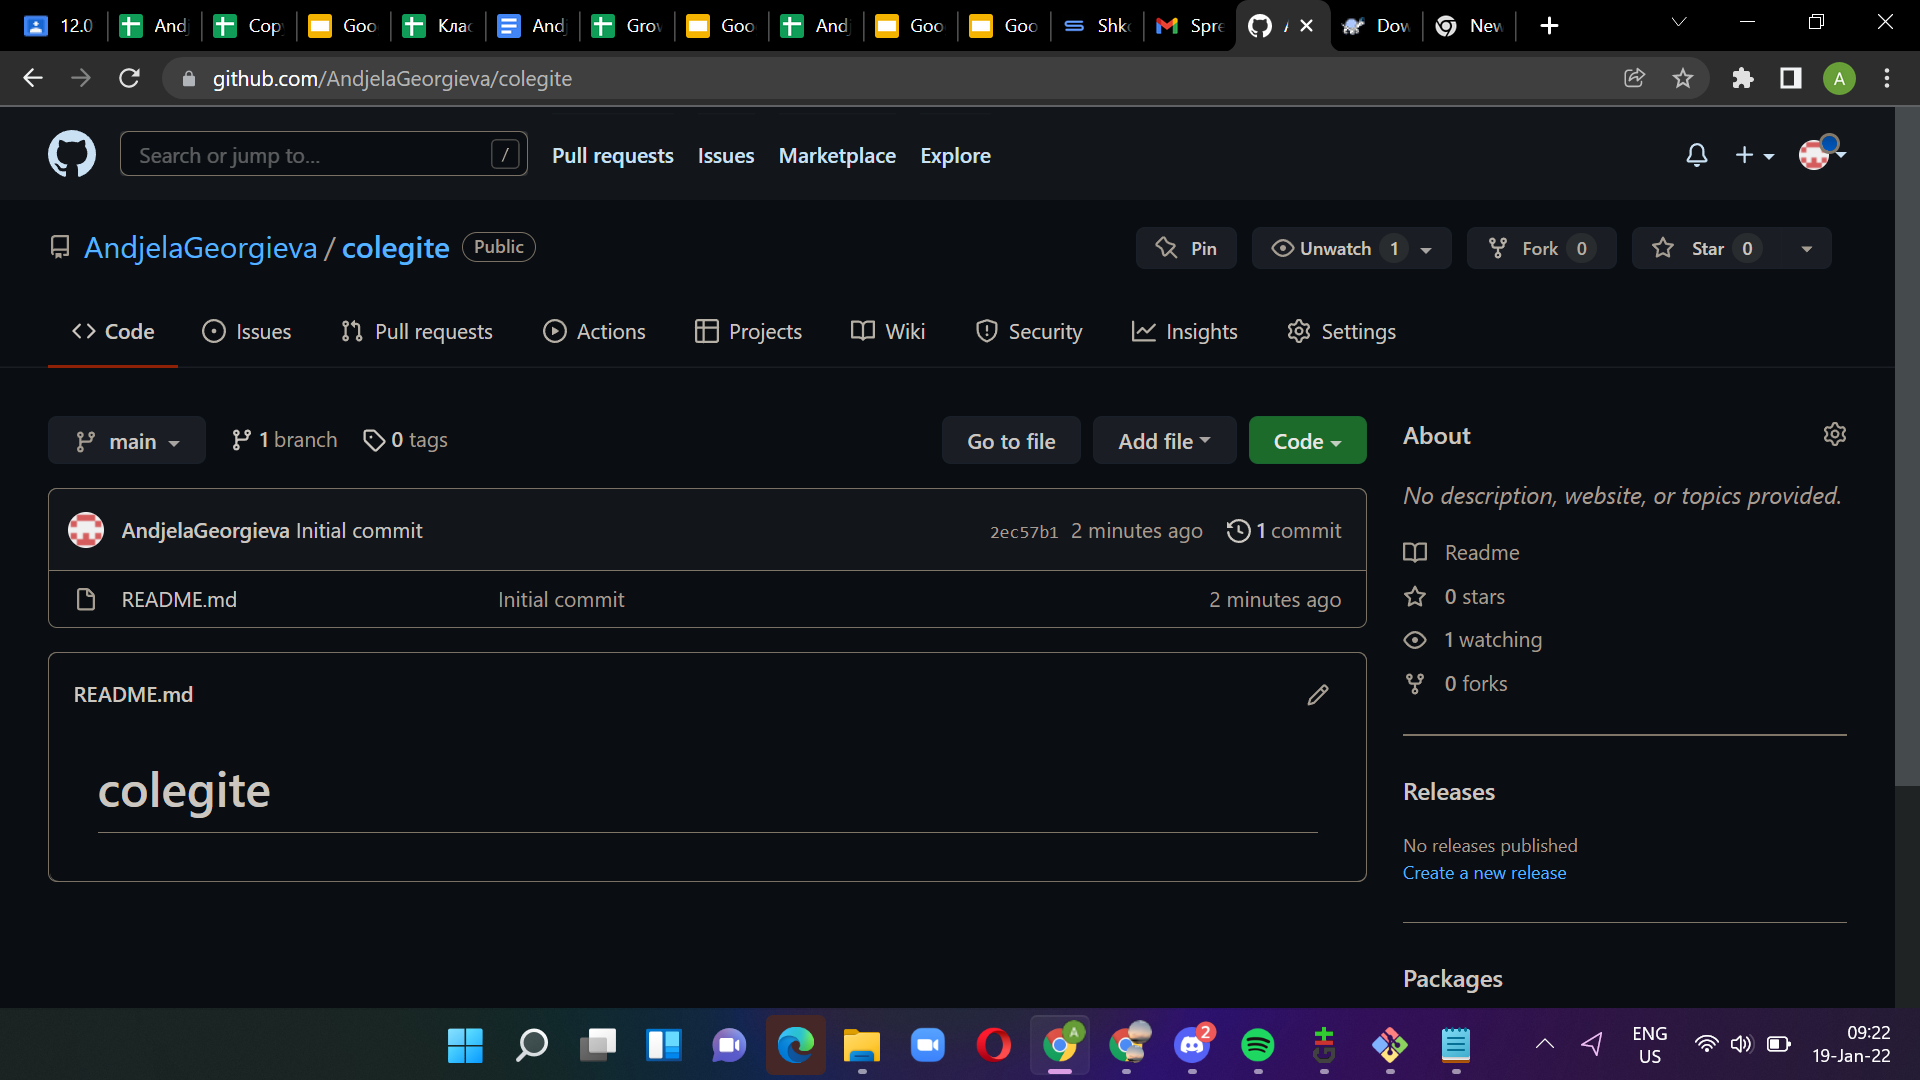 12.0 And Cop Goo Клас And Grov Goo And Goo Goo Shk Spre Dow New
github.com/AndjelaGeorgieva/colegite A
Search or jump to... / Pull requests Issues Marketplace Explore
AndjelaGeorgieva / colegite Public Pin Unwatch 1 Fork 0 Star 0
Code Issues Pull requests Actions Projects Wiki Security Insights Settings
main 1 branch 0 tags Go to file Add file Code
AndjelaGeorgieva Initial commit 2ec57b1 2 minutes ago 1 commit
README.md Initial commit 2 minutes ago
README.md
colegite
About
No description, website, or topics provided.
Readme
0 stars
1 watching
0 forks
Releases
No releases published
Create a new release
Packages
A 2 ENG 09:22
US 19-Jan-22